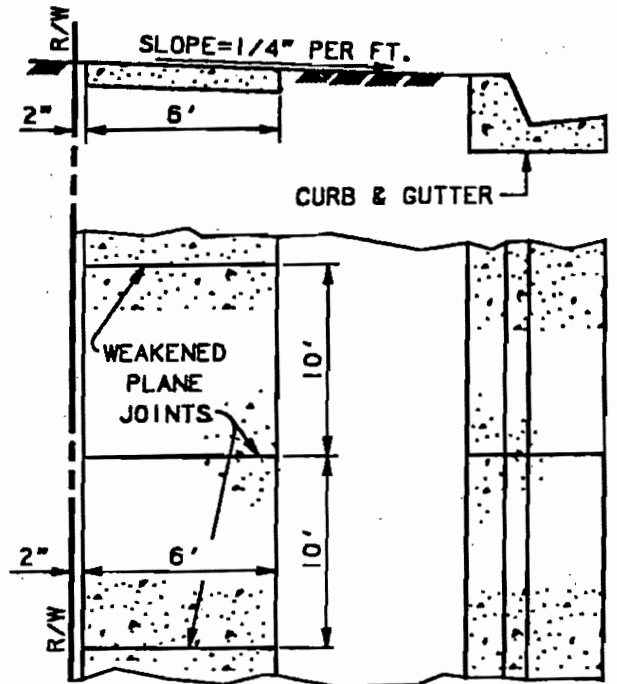 R/W
SLOPE=1/4" PER FT.
2"
6'
CURB & GUTTER
WEAKENED
PLANE
JOINTS
10'
10'
2"
6'
R/W